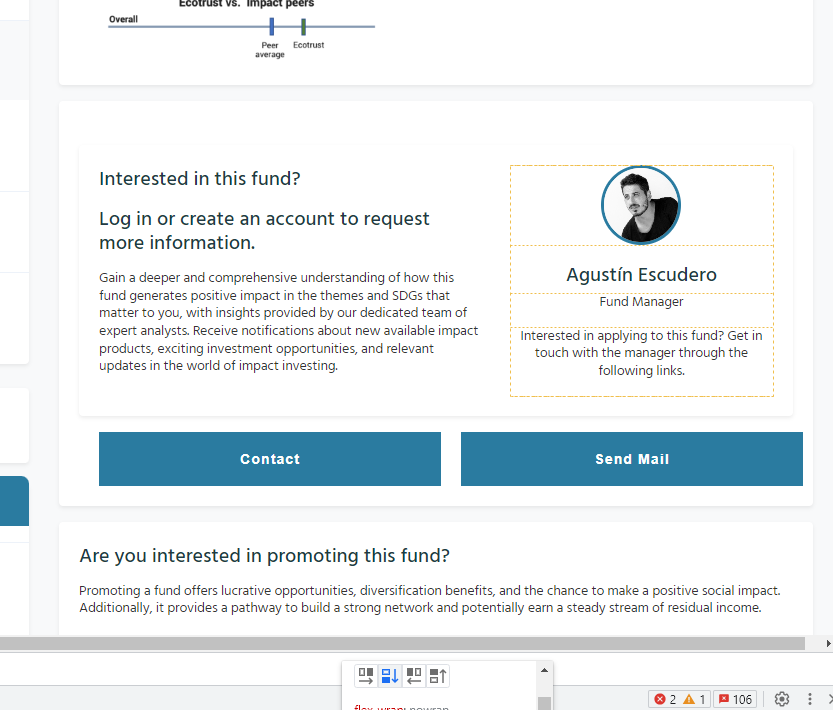 Ecotrust vs. Impact peers
Overall
Peer
average
Ecotrust
Interested in this fund?
Log in or create an account to request
more information.
Gain a deeper and comprehensive understanding of how this
fund generates positive impact in the themes and SDGs that
matter to you, with insights provided by our dedicated team of
expert analysts. Receive notifications about new available impact
products, exciting investment opportunities, and relevant
updates in the world of impact investing.
Agustín Escudero
Fund Manager
Interested in applying to this fund? Get in
touch with the manager through the
following links.
Contact
Send Mail
Are you interested in promoting this fund?
Promoting a fund offers lucrative opportunities, diversification benefits, and the chance to make a positive social impact.
Additionally, it provides a pathway to build a strong network and potentially earn a steady stream of residual income.
flex-wrap: nowrap
2 1 106